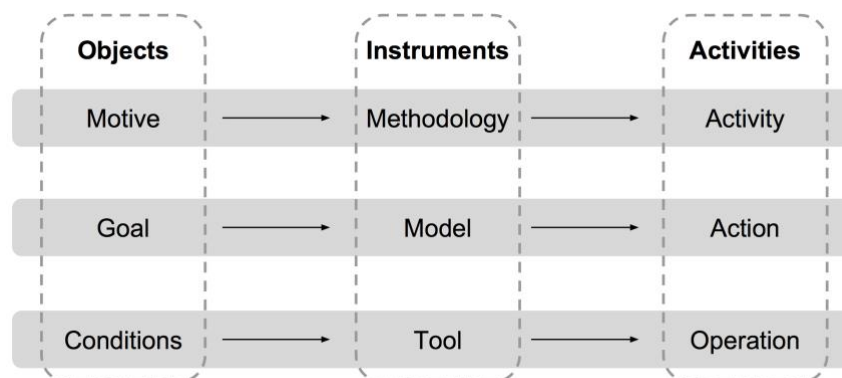 Objects Instruments Activities
Motive Methodology Activity
Goal Model Action
Conditions Tool Operation